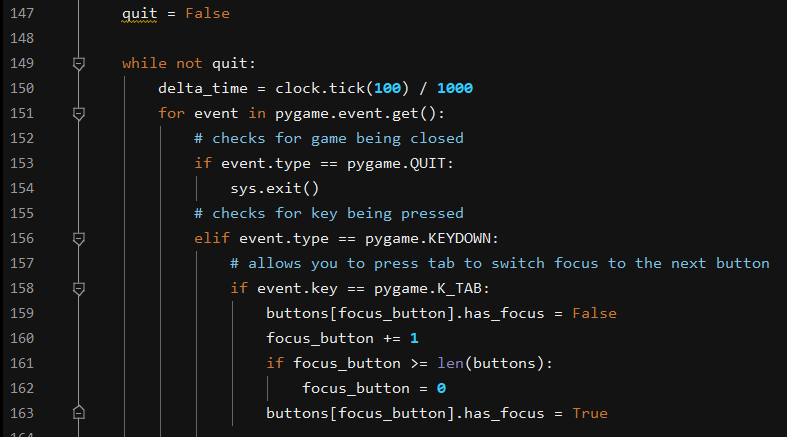 147 quit = False
148
149 while not quit:
150 delta_time = clock.tick(100) / 1000
151 for event in pygame.event.get():
152 # checks for game being closed
153 if event.type == pygame.QUIT:
154 sys.exit()
155 # checks for key being pressed
156 elif event.type == pygame.KEYDOWN:
157 # allows you to press tab to switch focus to the next button
158 if event.key == pygame.K_TAB:
159 buttons[focus_button].has_focus = False
160 focus_button += 1
161 if focus_button >= len(buttons):
162 focus_button = 0
163 buttons[focus_button].has_focus = True